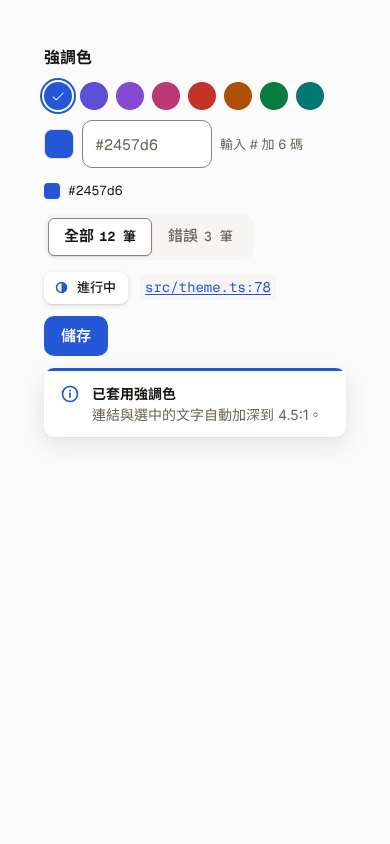 強調色
#2457d6
輸入 # 加 6 碼
#2457d6
全部 12 筆
錯誤 3 筆
進行中
src/theme.ts:78
儲存
已套用強調色
連結與選中的文字自動加深到 4.5:1。